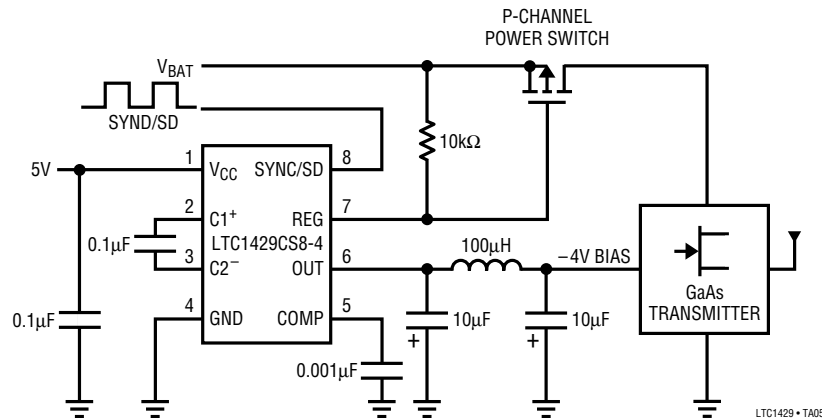 P-CHANNEL
POWER SWITCH
VBAT
SYND/SD
10kΩ
5V
1
VCC
SYNC/SD
8
2
C1+
REG
7
0.1µF
LTC1429CS8-4
100µH
–4V BIAS
3
C2–
OUT
6
4
GND
COMP
5
0.1µF
10µF
+
10µF
+
0.001µF
GaAs
TRANSMITTER
LTC1429 • TA05